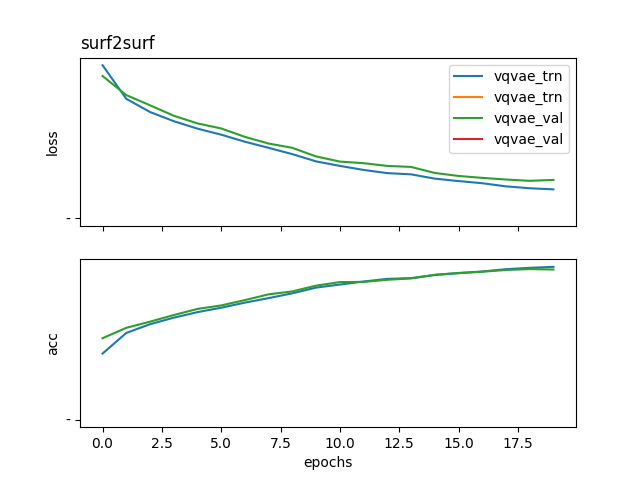 surf2surf
loss
-
vqvae_trn
vqvae_trn
vqvae_val
vqvae_val
acc
-
0.0 2.5 5.0 7.5 10.0 12.5 15.0 17.5
epochs